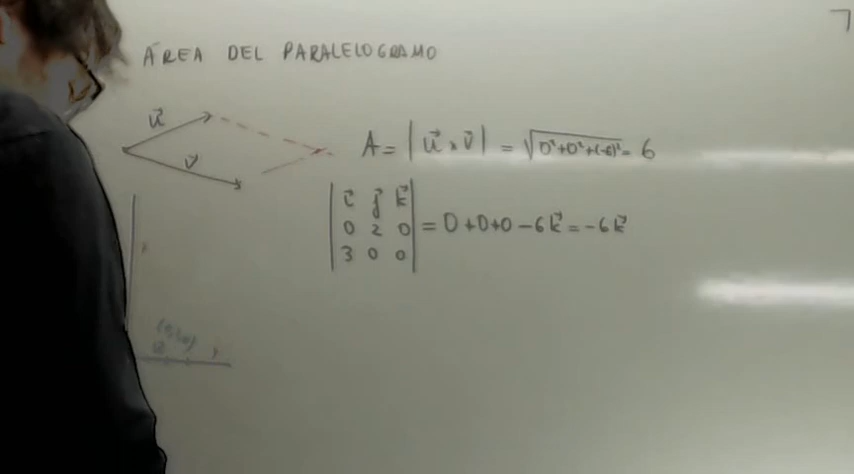 ÁREA DEL PARALELOGRAMO
u⃗
v⃗
A = |u⃗ x v⃗| = √0²+0²+(-6)² = 6
i⃗ j⃗ k⃗
0 2 0 = 0+0+0 - 6k⃗ = -6k⃗
3 0 0